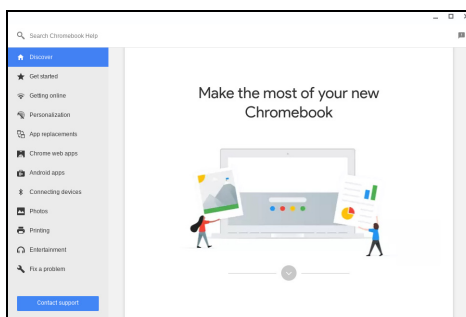 Search Chromebook Help
Discover
Get started
Getting online
Personalization
App replacements
Chrome web apps
Android apps
Connecting devices
Photos
Printing
Entertainment
Fix a problem
Contact support
Make the most of your new
Chromebook